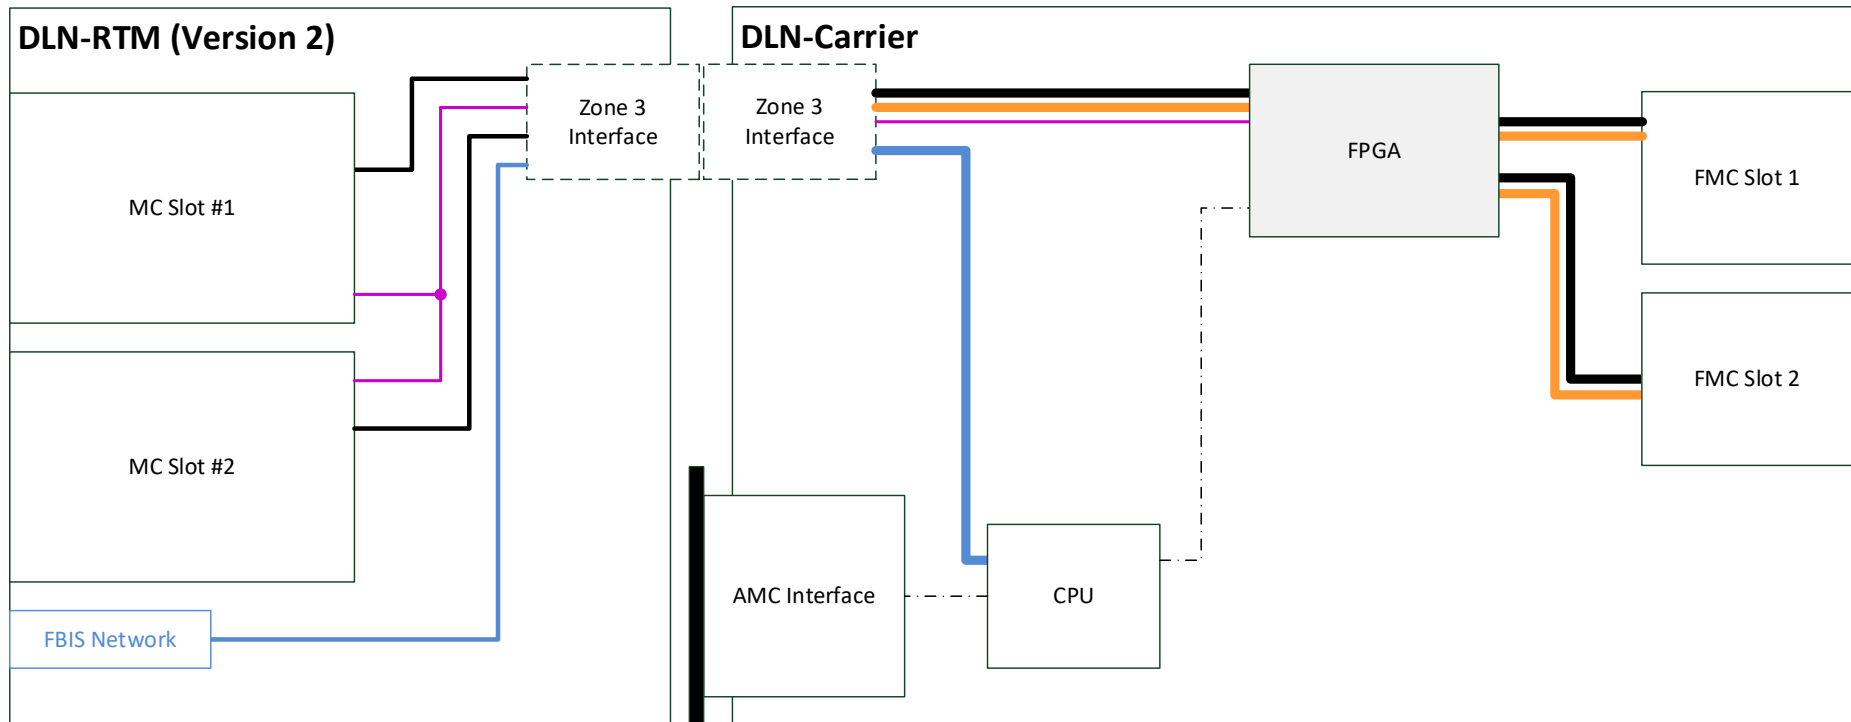 DLN-RTM (Version 2)
DLN-Carrier
Zone 3
Interface
Zone 3
Interface
FPGA
FMC Slot 1
MC Slot #1
FMC Slot 2
MC Slot #2
AMC Interface
CPU
FBIS Network